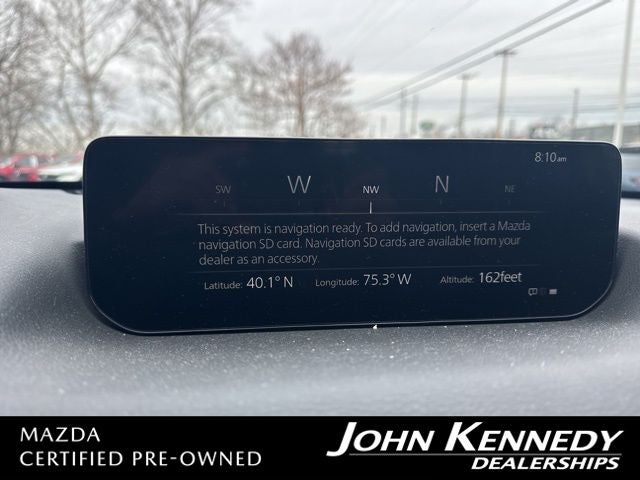 8:10am
SW W NW N NE
This system is navigation ready. To add navigation, insert a Mazda
navigation SD card. Navigation SD cards are available from your
dealer as an accessory.
Latitude: 40.1° N Longitude: 75.3° W Altitude: 162feet
MAZDA
CERTIFIED PRE-OWNED
JOHN KENNEDY
DEALERSHIPS